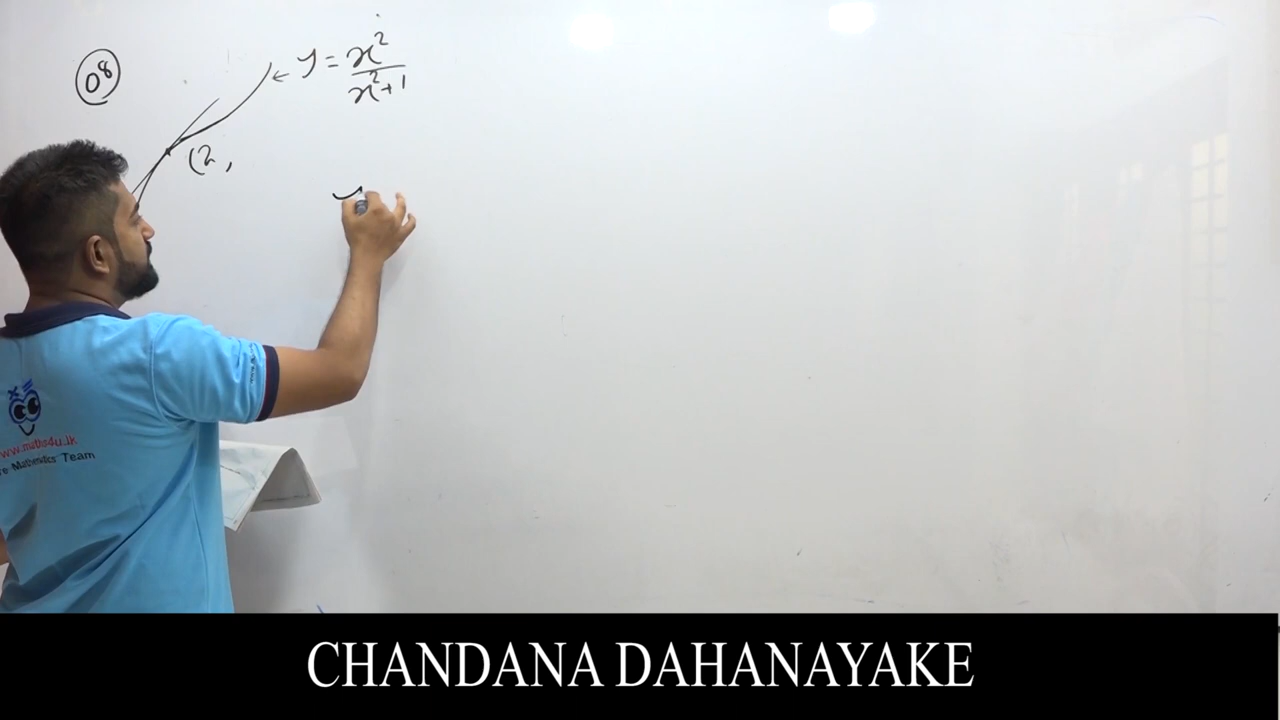 08
y = x²/(x²+1)
(2,
www.maths4u.lk
Mathematics Team
CHANDANA DAHANAYAKE